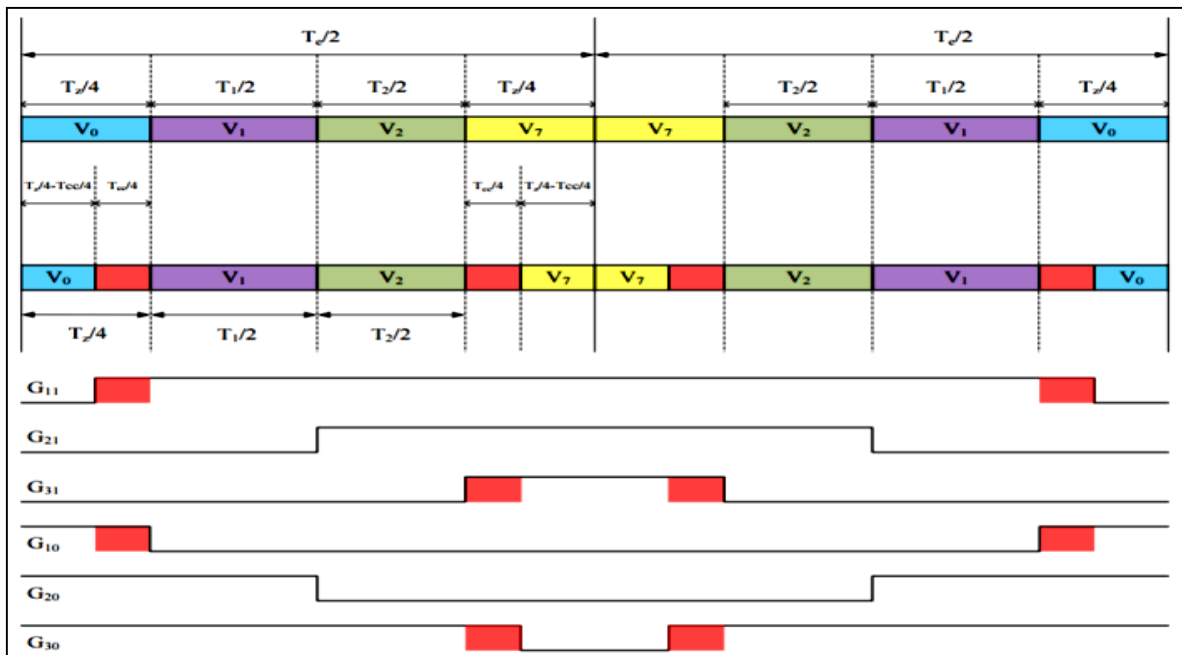 Tc/2 Tc/2
Tz/4 T1/2 T2/2 Tz/4 T2/2 T1/2 Tz/4
V0 V1 V2 V7 V7 V2 V1 V0
Tz/4-Tcc/4 Tcc/4 Tcc/4 Tz/4-Tcc/4
V0 V1 V2 V7 V7 V2 V1 V0
Tz/4 T1/2 T2/2
G11
G21
G31
G10
G20
G30